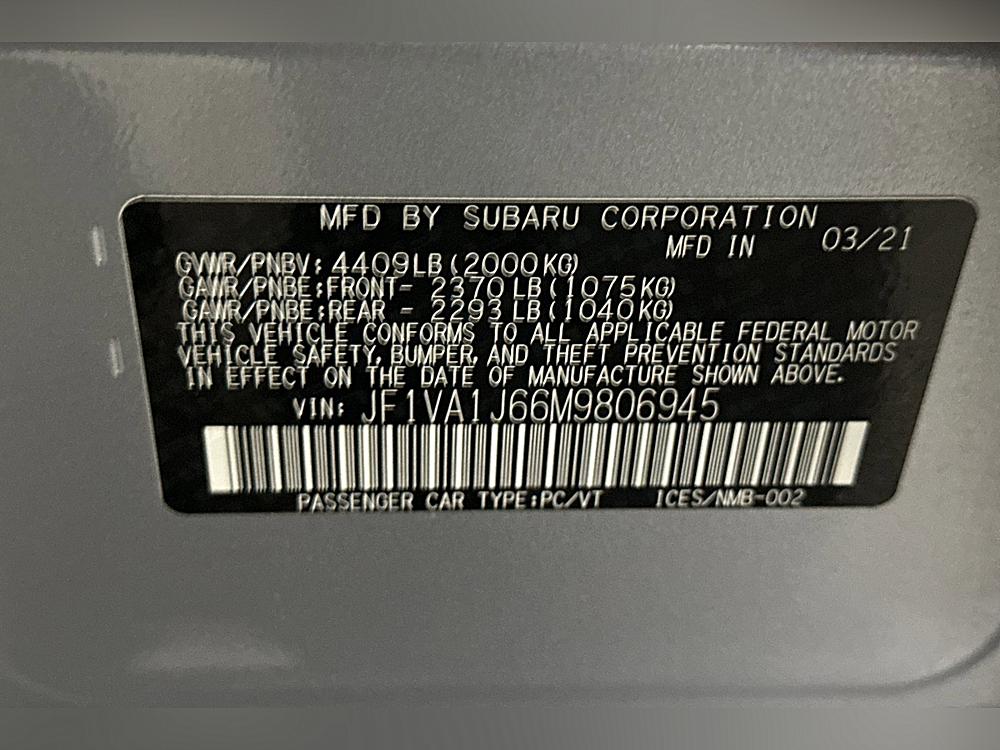 MFD BY SUBARU CORPORATION
MFD IN 03/21
GVWR/PNBV: 4409LB(2000KG)
GAWR/PNBE:FRONT- 2370LB(1075KG)
GAWR/PNBE:REAR - 2293LB(1040KG)
THIS VEHICLE CONFORMS TO ALL APPLICABLE FEDERAL MOTOR
VEHICLE SAFETY, BUMPER, AND THEFT PREVENTION STANDARDS
IN EFFECT ON THE DATE OF MANUFACTURE SHOWN ABOVE.
VIN: JF1VA1J66M9806945
PASSENGER CAR TYPE:PC/VT ICES/NMB-002